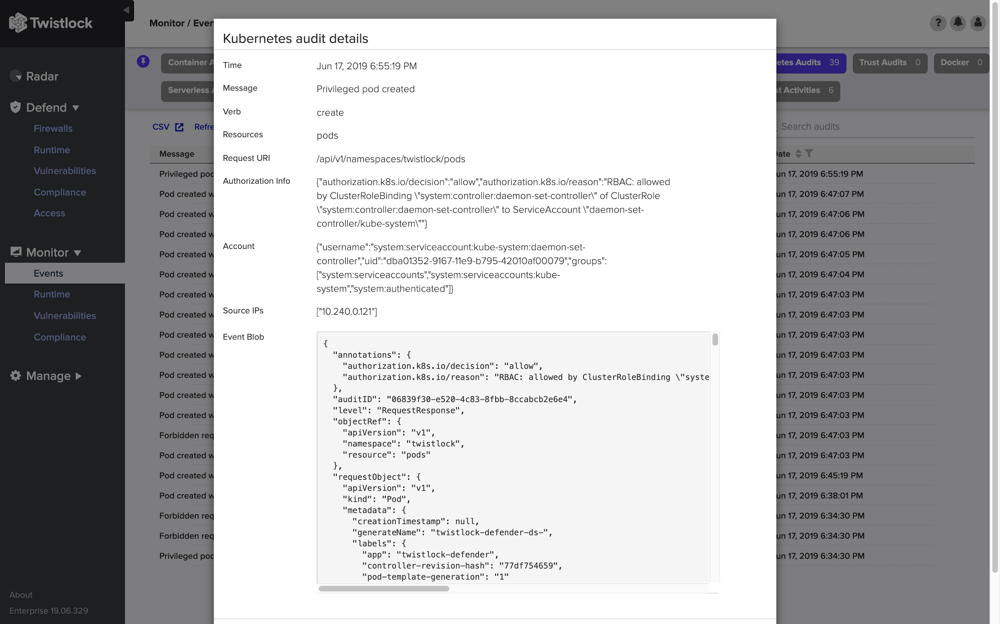 Twistlock
Radar
Defend
Firewalls
Runtime
Vulnerabilities
Compliance
Access
Monitor
Events
Runtime
Vulnerabilities
Compliance
Manage
About
Enterprise 19.06.329
Monitor / Even
?
Container A
etes Audits 39
Trust Audits 0
Docker 0
Serverless A
st Activities 6
CSV
Refre
Search audits
Message
Date
Privileged pod
un 17, 2019 6:55:19 PM
Pod created w
un 17, 2019 6:47:07 PM
Pod created w
un 17, 2019 6:47:06 PM
Pod created w
un 17, 2019 6:47:06 PM
Pod created w
un 17, 2019 6:47:05 PM
Pod created w
un 17, 2019 6:47:04 PM
Pod created w
un 17, 2019 6:47:03 PM
Pod created w
un 17, 2019 6:47:03 PM
Pod created w
un 17, 2019 6:47:03 PM
Pod created w
un 17, 2019 6:47:03 PM
Pod created w
un 17, 2019 6:47:03 PM
Pod created w
un 17, 2019 6:47:03 PM
Pod created w
un 17, 2019 6:47:03 PM
Forbidden req
un 17, 2019 6:47:03 PM
Pod created w
un 17, 2019 6:47:03 PM
Pod created w
un 17, 2019 6:45:19 PM
Pod created w
un 17, 2019 6:38:01 PM
Forbidden req
un 17, 2019 6:34:30 PM
Forbidden req
un 17, 2019 6:34:30 PM
Privileged pod
un 17, 2019 6:34:30 PM
Kubernetes audit details
Time Jun 17, 2019 6:55:19 PM
Message Privileged pod created
Verb create
Resources pods
Request URI /api/v1/namespaces/twistlock/pods
Authorization Info {"authorization.k8s.io/decision":"allow","authorization.k8s.io/reason":"RBAC: allowed
by ClusterRoleBinding \"system:controller:daemon-set-controller\" of ClusterRole
\"system:controller:daemon-set-controller\" to ServiceAccount \"daemon-set-
controller/kube-system\""}
Account {"username":"system:serviceaccount:kube-system:daemon-set-
controller","uid":"dba01352-9167-11e9-b795-42010af00079","groups":
["system:serviceaccounts","system:serviceaccounts:kube-
system","system:authenticated"]}
Source IPs ["10.240.0.121"]
Event Blob
{
"annotations": {
"authorization.k8s.io/decision": "allow",
"authorization.k8s.io/reason": "RBAC: allowed by ClusterRoleBinding \"syste
},
"auditID": "06839f30-e520-4c83-8fbb-8ccabcb2e6e4",
"level": "RequestResponse",
"objectRef": {
"apiVersion": "v1",
"namespace": "twistlock",
"resource": "pods"
},
"requestObject": {
"apiVersion": "v1",
"kind": "Pod",
"metadata": {
"creationTimestamp": null,
"generateName": "twistlock-defender-ds-",
"labels": {
"app": "twistlock-defender",
"controller-revision-hash": "77df754659",
"pod-template-generation": "1"